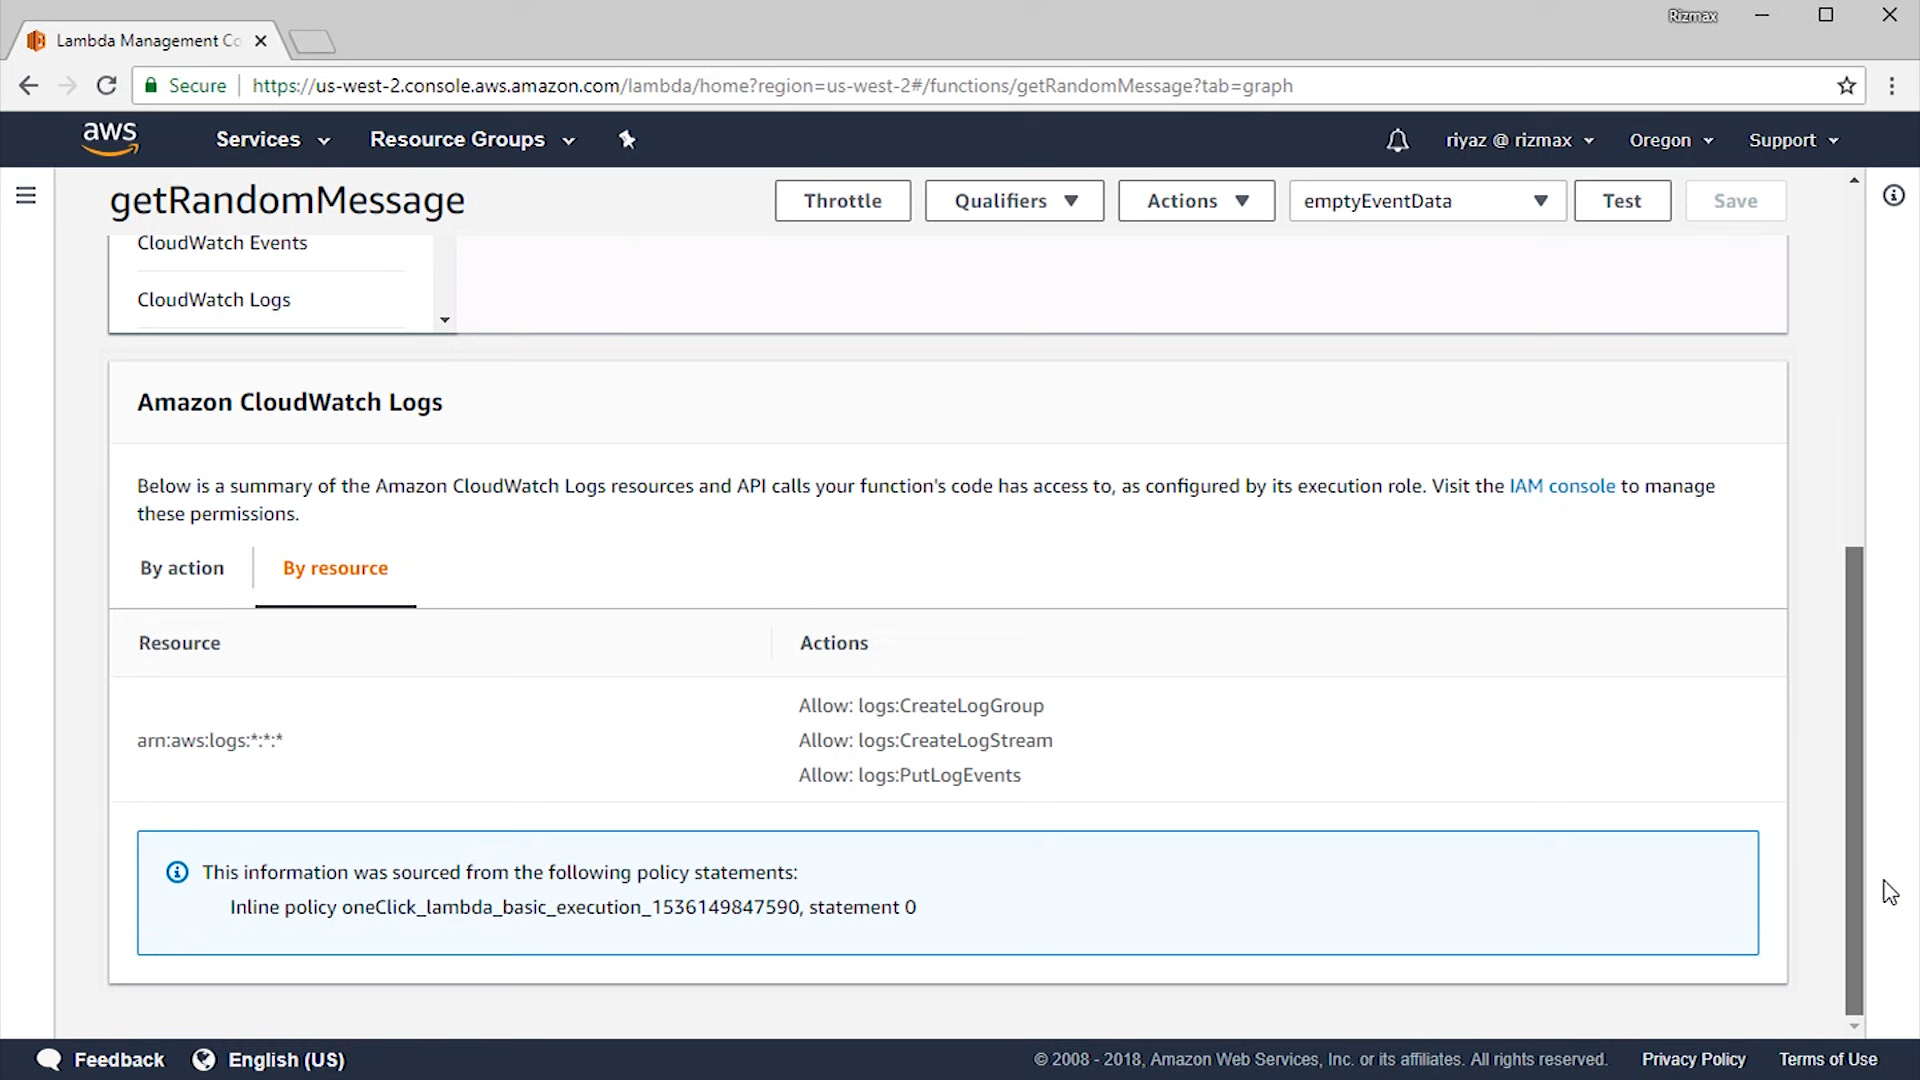 Rizmax
Lambda Management Co
Secure
https://us-west-2.console.aws.amazon.com/lambda/home?region=us-west-2#/functions/getRandomMessage?tab=graph
aws
Services
Resource Groups
riyaz @ rizmax
Oregon
Support
getRandomMessage
Throttle
Qualifiers
Actions
emptyEventData
Test
Save
CloudWatch Events
CloudWatch Logs
Amazon CloudWatch Logs
Below is a summary of the Amazon CloudWatch Logs resources and API calls your function's code has access to, as configured by its execution role. Visit the IAM console to manage
these permissions.
By action
By resource
Resource
Actions
arn:aws:logs:*:*:*
Allow: logs:CreateLogGroup
Allow: logs:CreateLogStream
Allow: logs:PutLogEvents
This information was sourced from the following policy statements:
Inline policy oneClick_lambda_basic_execution_1536149847590, statement 0
Feedback
English (US)
© 2008 - 2018, Amazon Web Services, Inc. or its affiliates. All rights reserved.
Privacy Policy
Terms of Use